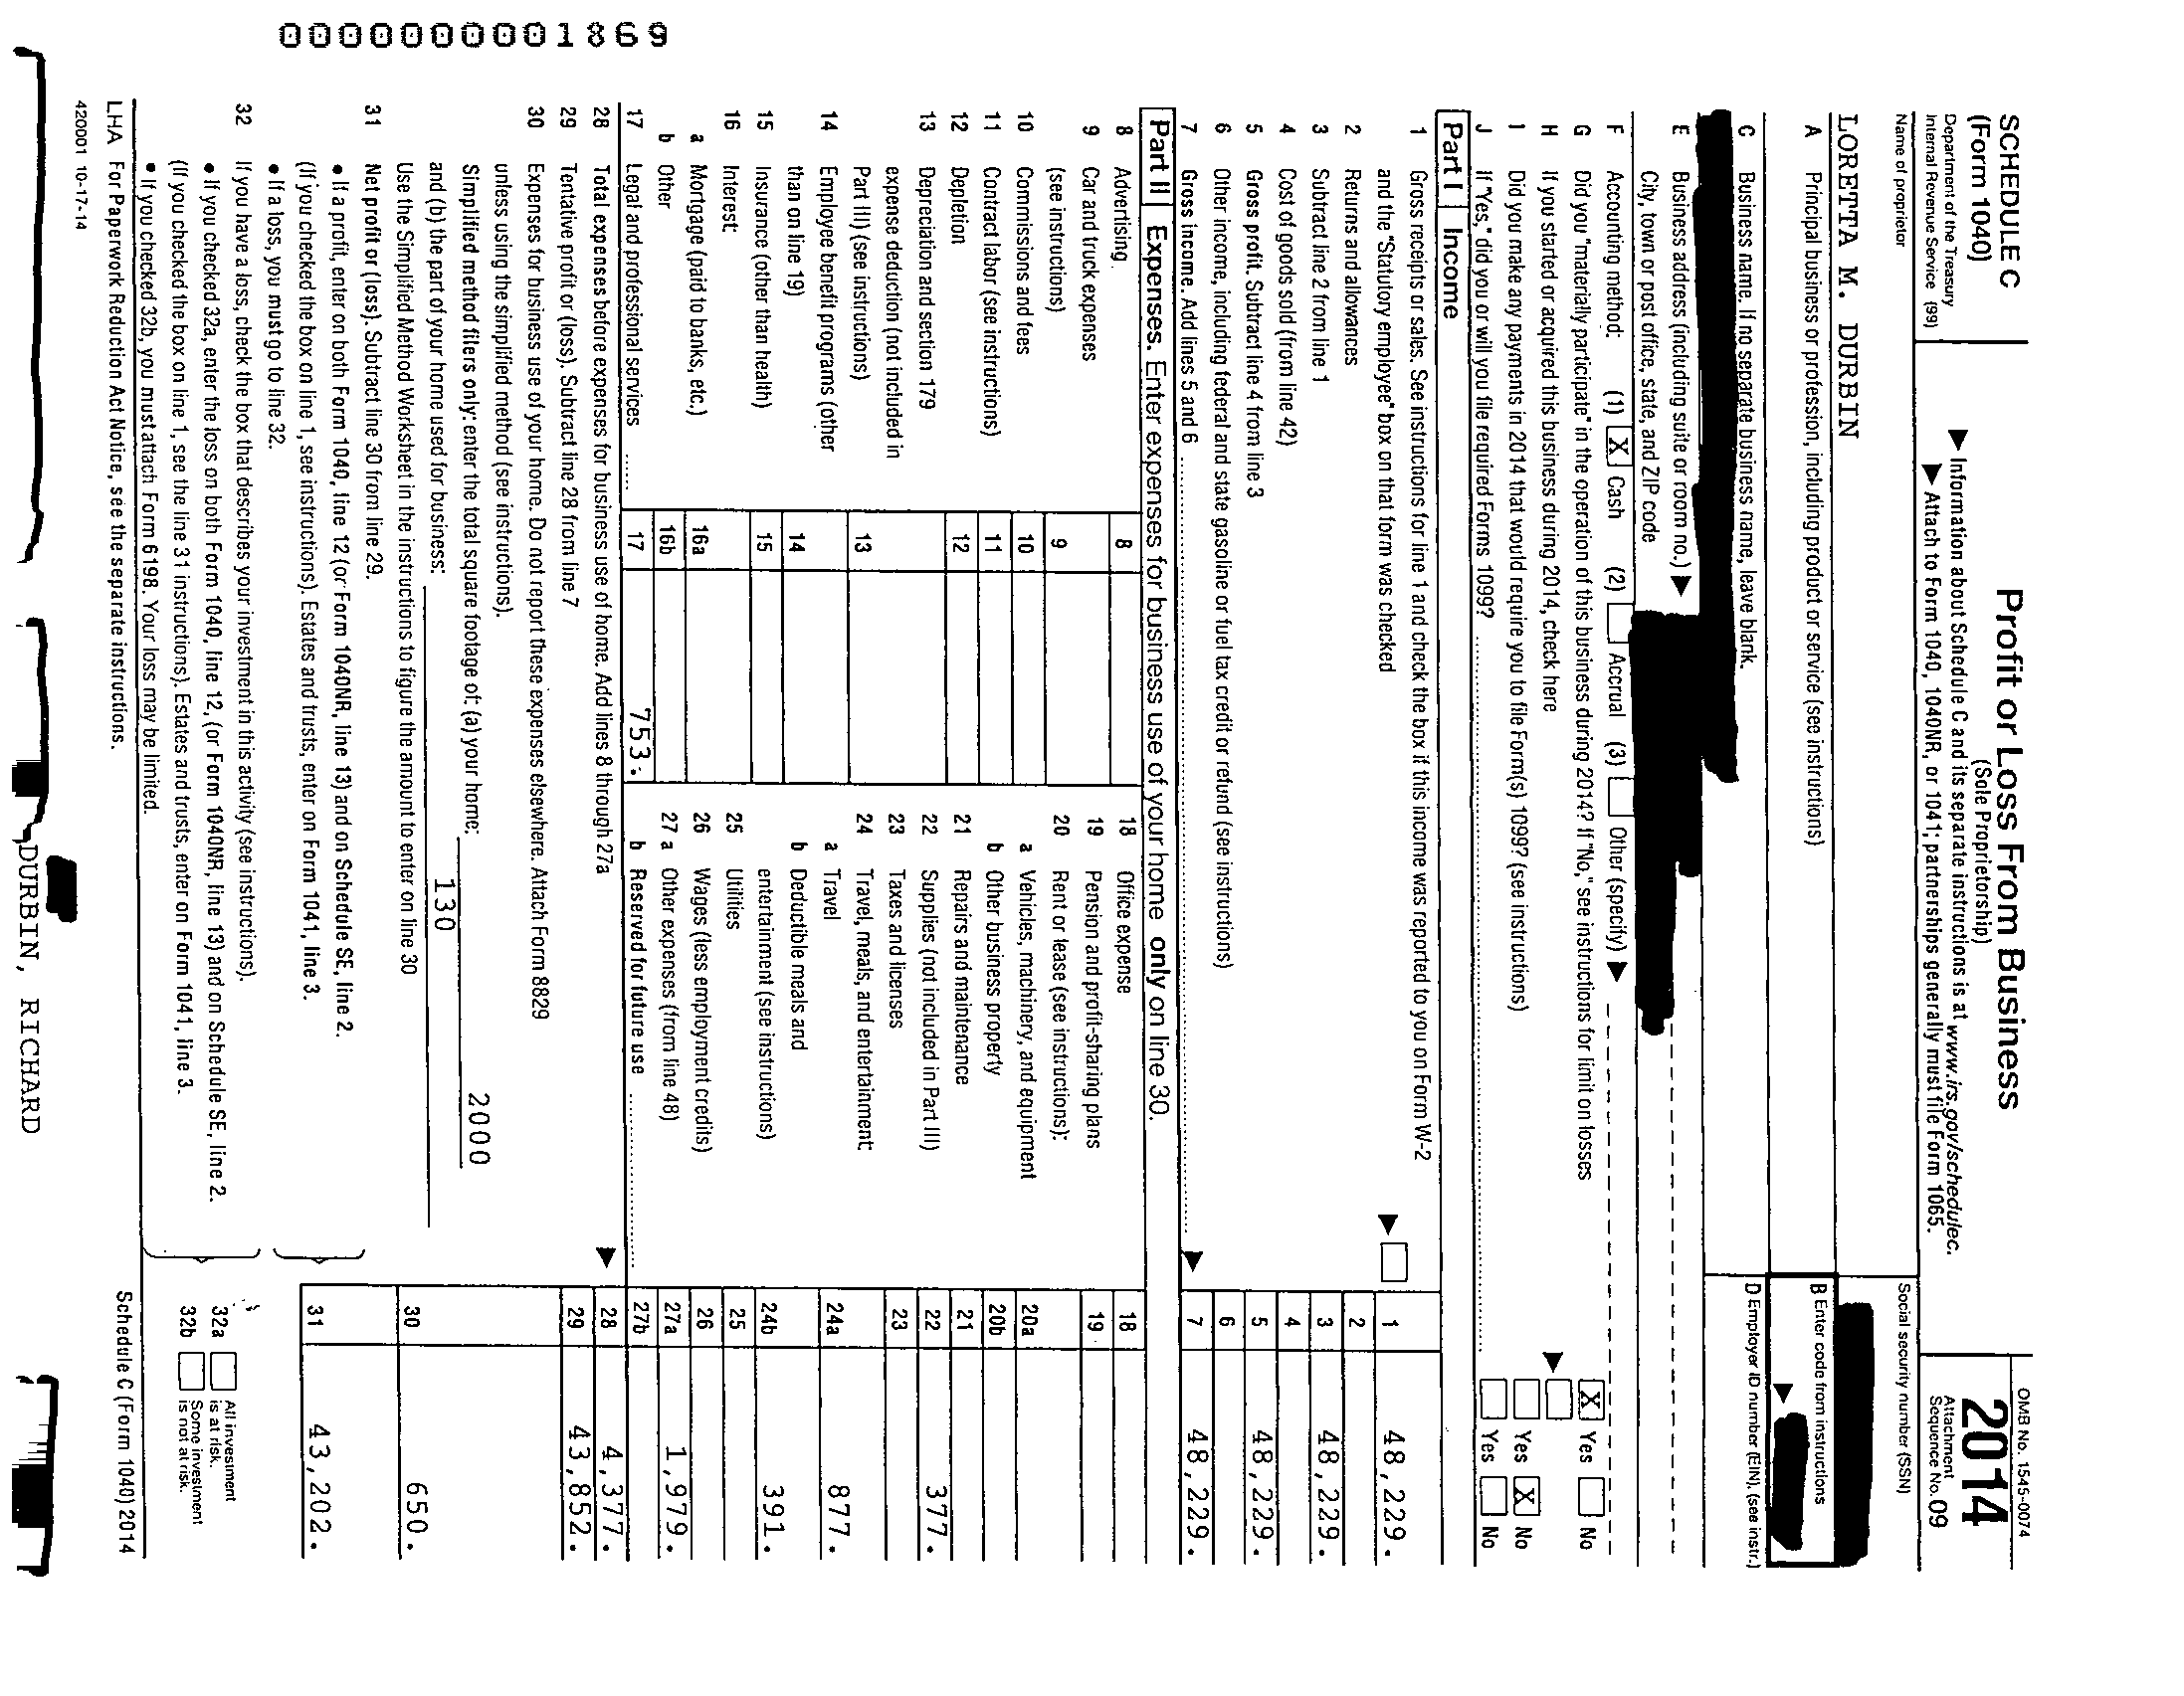 SCHEDULE C
(Form 1040)
Department of the Treasury
Internal Revenue Service (99)
Profit or Loss From Business
(Sole Proprietorship)
▶ Information about Schedule C and its separate instructions is at www.irs.gov/schedulec.
▶ Attach to Form 1040, 1040NR, or 1041; partnerships generally must file Form 1065.
OMB No. 1545-0074
2014
Attachment
Sequence No. 09
Name of proprietor
Social security number (SSN)
LORETTA M. DURBIN
A Principal business or profession, including product or service (see instructions)
B Enter code from instructions
▶
C Business name. If no separate business name, leave blank.
D Employer ID number (EIN), (see instr.)
E Business address (including suite or room no.) ▶
City, town or post office, state, and ZIP code
F Accounting method: (1) X Cash (2) Accrual (3) Other (specify) ▶
G Did you "materially participate" in the operation of this business during 2014? If "No," see instructions for limit on losses X Yes No
H If you started or acquired this business during 2014, check here ▶
I Did you make any payments in 2014 that would require you to file Form(s) 1099? (see instructions) Yes X No
J If "Yes," did you or will you file required Forms 1099? Yes No
Part I Income
1 Gross receipts or sales. See instructions for line 1 and check the box if this income was reported to you on Form W-2
and the "Statutory employee" box on that form was checked ▶ 1 48,229.
2 Returns and allowances 2
3 Subtract line 2 from line 1 3 48,229.
4 Cost of goods sold (from line 42) 4
5 Gross profit. Subtract line 4 from line 3 5 48,229.
6 Other income, including federal and state gasoline or fuel tax credit or refund (see instructions) 6
7 Gross income. Add lines 5 and 6 ▶ 7 48,229.
Part II Expenses. Enter expenses for business use of your home only on line 30.
8 Advertising 8
9 Car and truck expenses
(see instructions) 9
10 Commissions and fees 10
11 Contract labor (see instructions) 11
12 Depletion 12
13 Depreciation and section 179
expense deduction (not included in
Part III) (see instructions) 13
14 Employee benefit programs (other
than on line 19) 14
15 Insurance (other than health) 15
16 Interest:
a Mortgage (paid to banks, etc.) 16a
b Other 16b
17 Legal and professional services 17 753.
18 Office expense 18
19 Pension and profit-sharing plans 19
20 Rent or lease (see instructions):
a Vehicles, machinery, and equipment 20a
b Other business property 20b
21 Repairs and maintenance 21
22 Supplies (not included in Part III) 22 377.
23 Taxes and licenses 23
24 Travel, meals, and entertainment:
a Travel 24a 877.
b Deductible meals and
entertainment (see instructions) 24b 391.
25 Utilities 25
26 Wages (less employment credits) 26
27 a Other expenses (from line 48) 27a 1,979.
b Reserved for future use 27b
28 Total expenses before expenses for business use of home. Add lines 8 through 27a ▶ 28 4,377.
29 Tentative profit or (loss). Subtract line 28 from line 7 29 43,852.
30 Expenses for business use of your home. Do not report these expenses elsewhere. Attach Form 8829
unless using the simplified method (see instructions).
Simplified method filers only: enter the total square footage of: (a) your home: 2000
and (b) the part of your home used for business: 130
Use the Simplified Method Worksheet in the instructions to figure the amount to enter on line 30 30 650.
31 Net profit or (loss). Subtract line 30 from line 29.
● If a profit, enter on both Form 1040, line 12 (or Form 1040NR, line 13) and on Schedule SE, line 2.
(If you checked the box on line 1, see instructions). Estates and trusts, enter on Form 1041, line 3.
● If a loss, you must go to line 32.
31 43,202.
32 If you have a loss, check the box that describes your investment in this activity (see instructions).
● If you checked 32a, enter the loss on both Form 1040, line 12, (or Form 1040NR, line 13) and on Schedule SE, line 2.
(If you checked the box on line 1, see the line 31 instructions). Estates and trusts, enter on Form 1041, line 3.
● If you checked 32b, you must attach Form 6198. Your loss may be limited.
32a All investment
is at risk.
32b Some investment
is not at risk.
LHA For Paperwork Reduction Act Notice, see the separate instructions.
Schedule C (Form 1040) 2014
420001 10-17-14
DURBIN, RICHARD
0000000001869